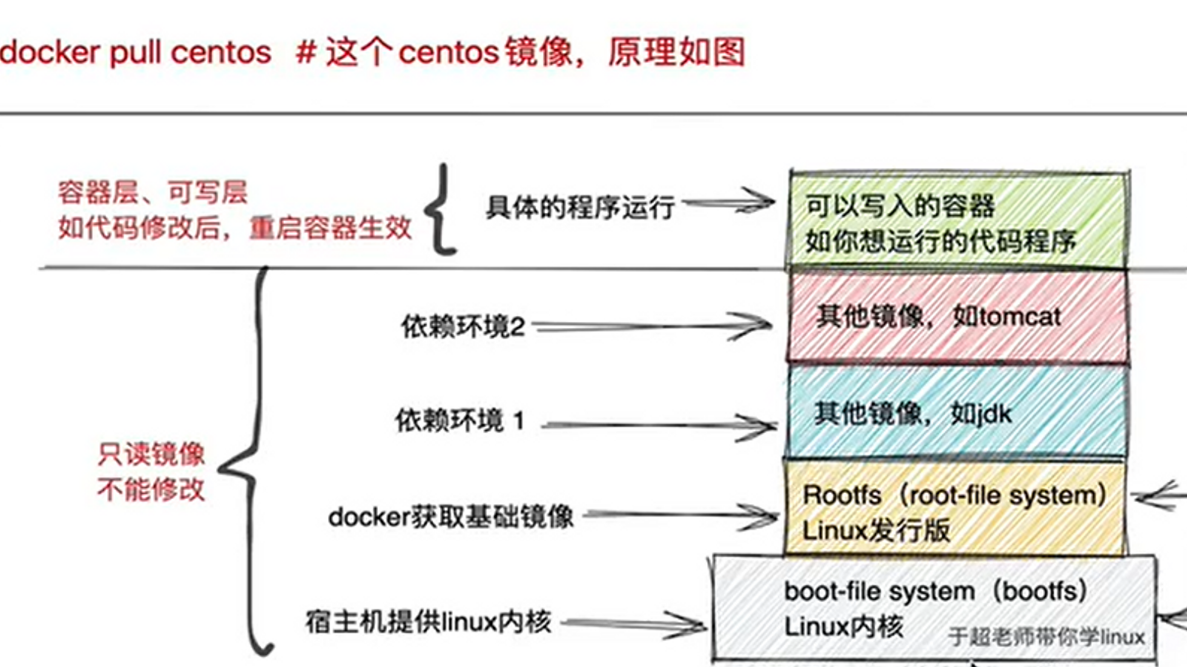 docker pull centos # 这个centos镜像，原理如图
容器层、可写层
如代码修改后，重启容器生效
具体的程序运行
可以写入的容器
如你想运行的代码程序
依赖环境2
其他镜像，如tomcat
依赖环境 1
其他镜像，如jdk
只读镜像
不能修改
docker获取基础镜像
Rootfs（root-file system）
Linux发行版
宿主机提供linux内核
boot-file system（bootfs）
Linux内核
于超老师带你学linux